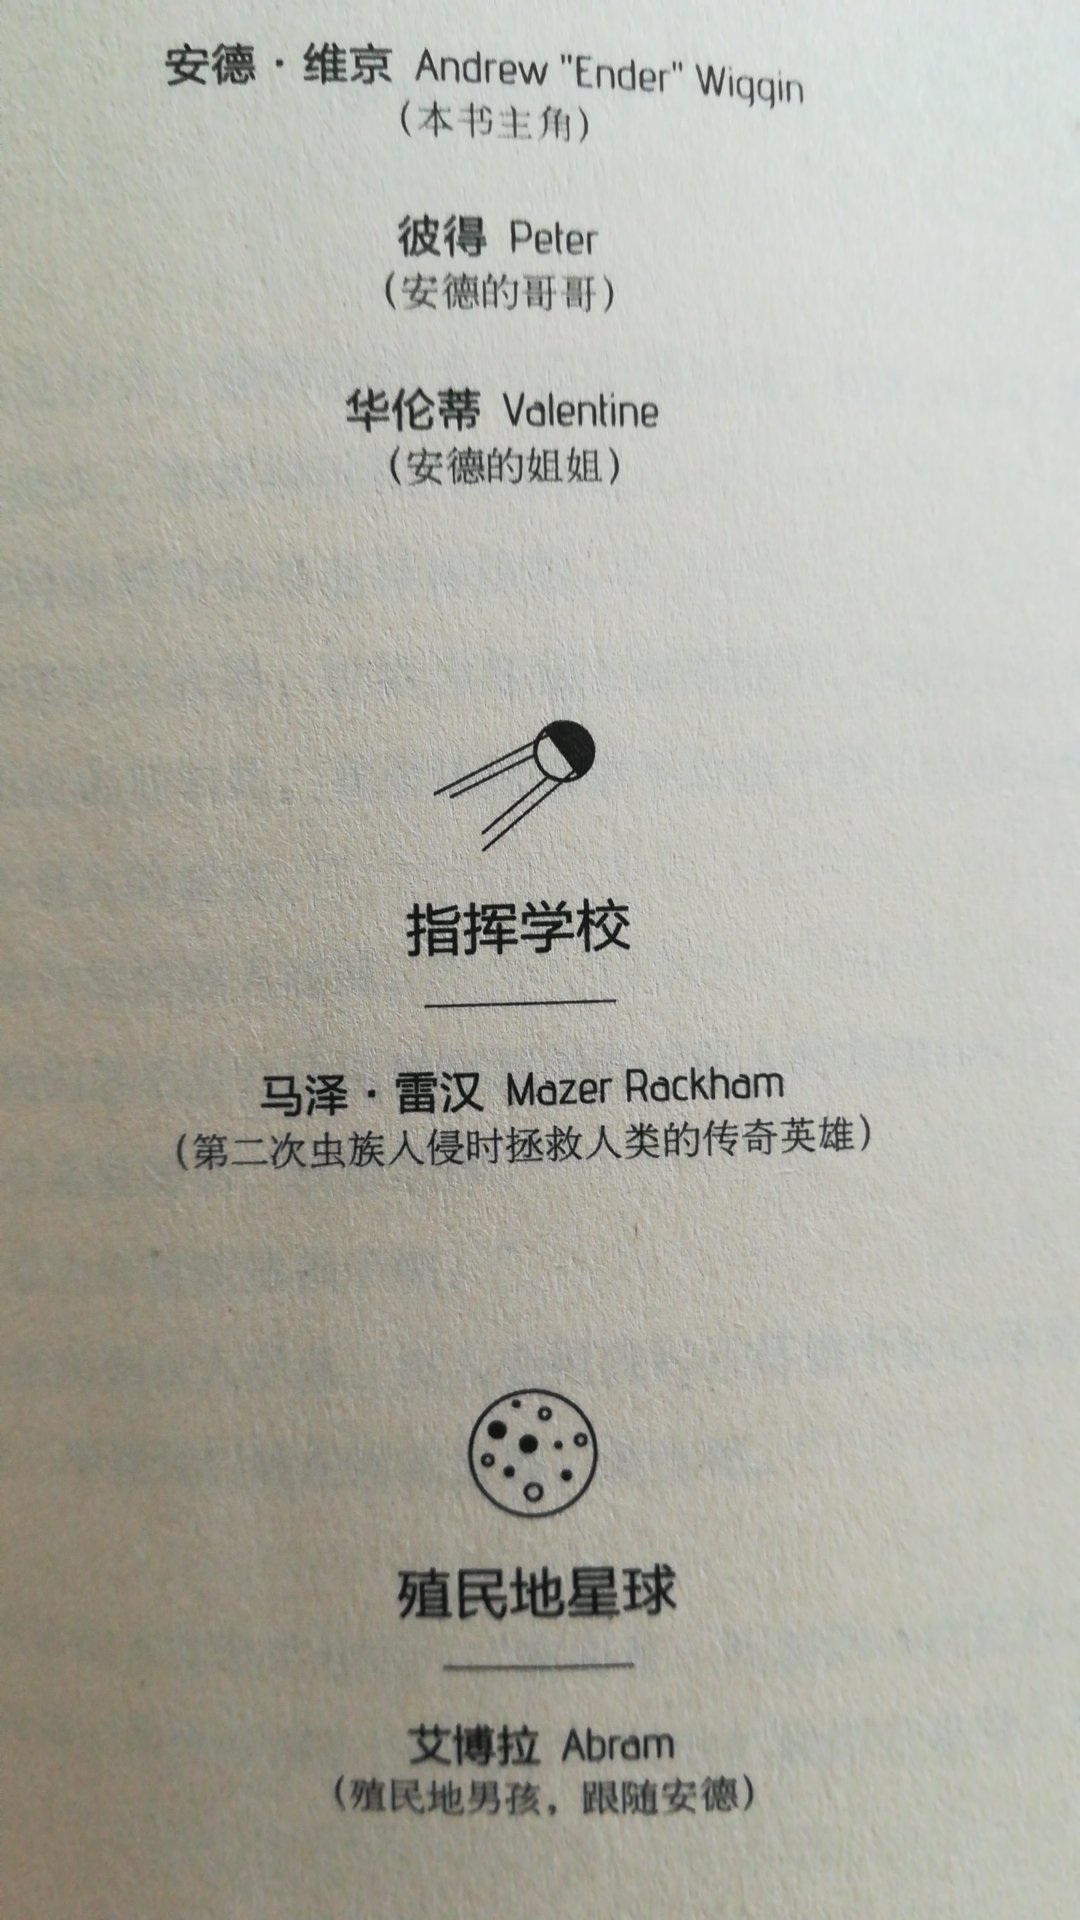 安德·维京 Andrew "Ender" Wiggin
（本书主角）
彼得 Peter
（安德的哥哥）
华伦蒂 Valentine
（安德的姐姐）
指挥学校
马泽·雷汉 Mazer Rackham
（第二次虫族入侵时拯救人类的传奇英雄）
殖民地星球
艾博拉 Abram
（殖民地男孩，跟随安德）